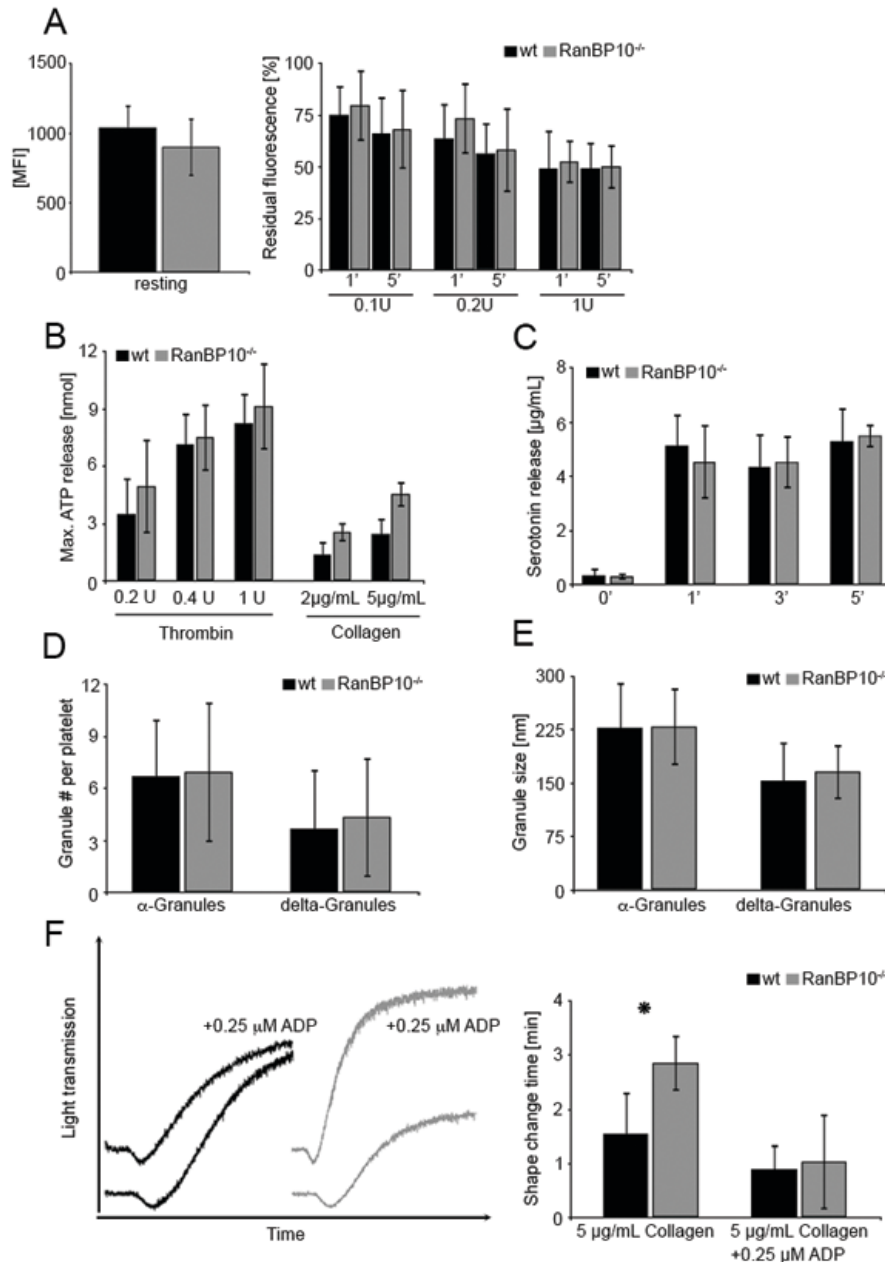 A
wt RanBP10-/-
1500
1000
500
0
[MFI]
resting
Residual fluorescence [%]
100
75
50
25
0
1' 5' 1' 5' 1' 5'
0.1U 0.2U 1U
B
wt RanBP10-/-
Max. ATP release [nmol]
12
9
6
3
0
0.2 U 0.4 U 1 U 2µg/mL 5µg/mL
Thrombin Collagen
C
wt RanBP10-/-
Serotonin release [µg/mL]
8
6
4
2
0
0' 1' 3' 5'
D
wt RanBP10-/-
Granule # per platelet
12
9
6
3
0
α-Granules delta-Granules
E
wt RanBP10-/-
Granule size [nm]
300
225
150
75
0
α-Granules delta-Granules
F
Light transmission
+0.25 µM ADP +0.25 µM ADP
Time
wt RanBP10-/-
Shape change time [min]
4
3
2
1
0
*
5 µg/mL Collagen 5 µg/mL Collagen
+0.25 µM ADP